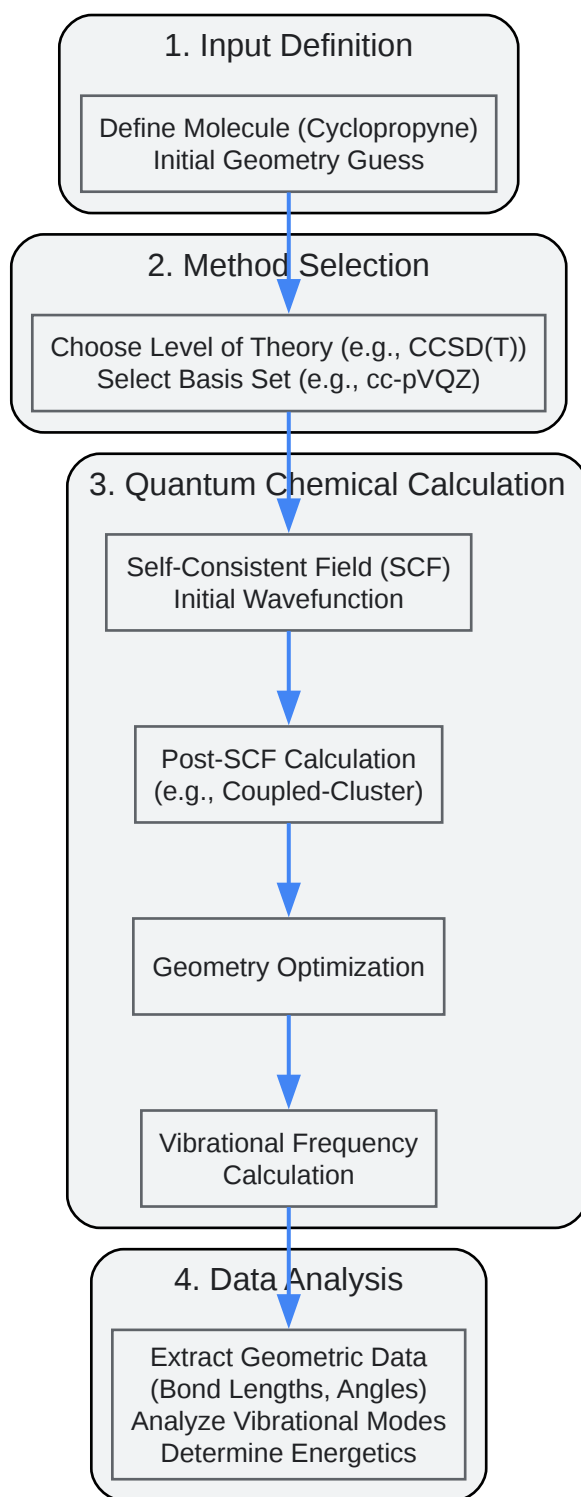 1. Input Definition
Define Molecule (Cyclopropyne)
Initial Geometry Guess
2. Method Selection
Choose Level of Theory (e.g., CCSD(T))
Select Basis Set (e.g., cc-pVQZ)
3. Quantum Chemical Calculation
Self-Consistent Field (SCF)
Initial Wavefunction
Post-SCF Calculation
(e.g., Coupled-Cluster)
Geometry Optimization
Vibrational Frequency
Calculation
4. Data Analysis
Extract Geometric Data
(Bond Lengths, Angles)
Analyze Vibrational Modes
Determine Energetics